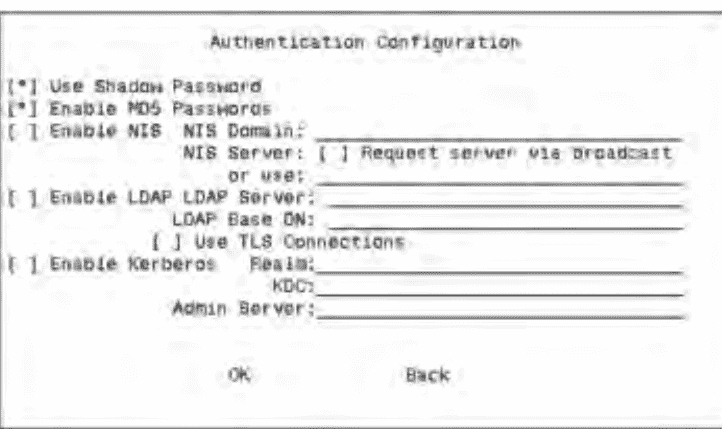 Authentication Configuration
[*] Use Shadow Password
[*] Enable MD5 Passwords
[ ] Enable NIS NIS Domain:
NIS Server: [ ] Request server via broadcast
or use:
[ ] Enable LDAP LDAP Server:
LDAP Base DN:
[ ] Use TLS Connections
[ ] Enable Kerberos Realm:
KDC:
Admin Server:
OK Back